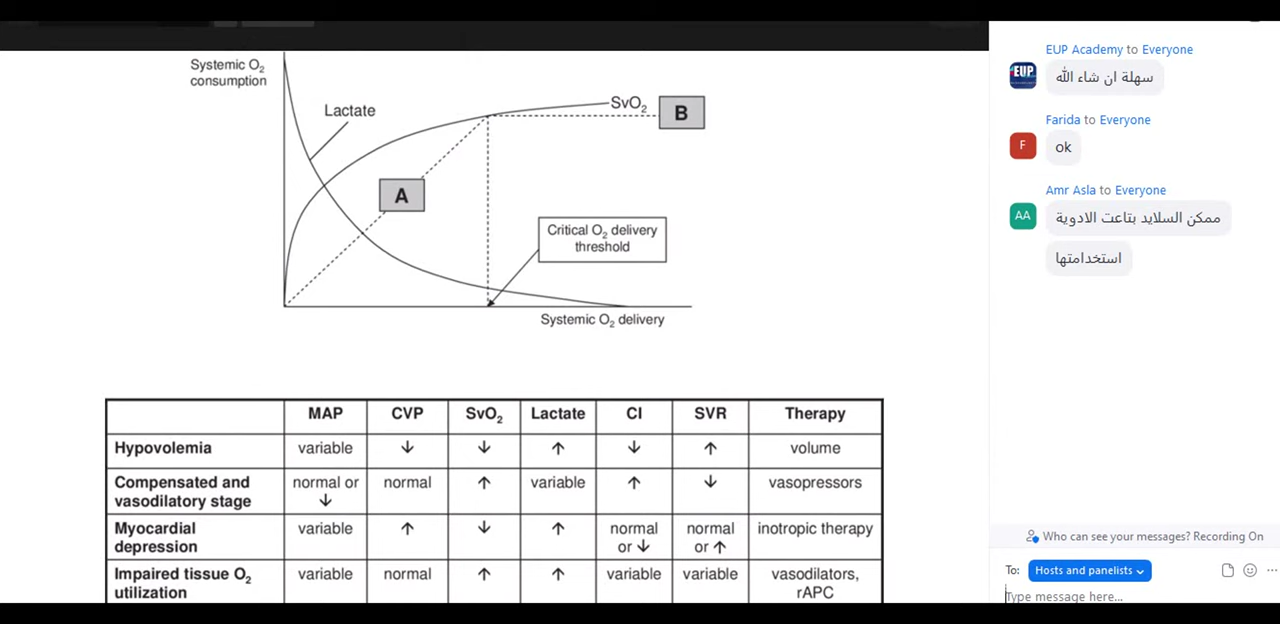 Systemic O₂
consumption
Lactate
SvO₂
B
A
Critical O₂ delivery
threshold
Systemic O₂ delivery
MAP CVP SvO₂ Lactate CI SVR Therapy
Hypovolemia variable ↓ ↓ ↑ ↓ ↑ volume
Compensated and normal or normal ↑ variable ↑ ↓ vasopressors
vasodilatory stage ↓
Myocardial variable ↑ ↓ ↑ normal normal inotropic therapy
depression or ↓ or ↑
Impaired tissue O₂ variable normal ↑ ↑ variable variable vasodilators,
utilization rAPC
EUP Academy to Everyone
EUP
سهلة ان شاء الله
Farida to Everyone
F
ok
Amr Asla to Everyone
AA
ممكن السلايد بتاعت الادوية
استخدامتها
Who can see your messages? Recording On
To: Hosts and panelists
Type message here...